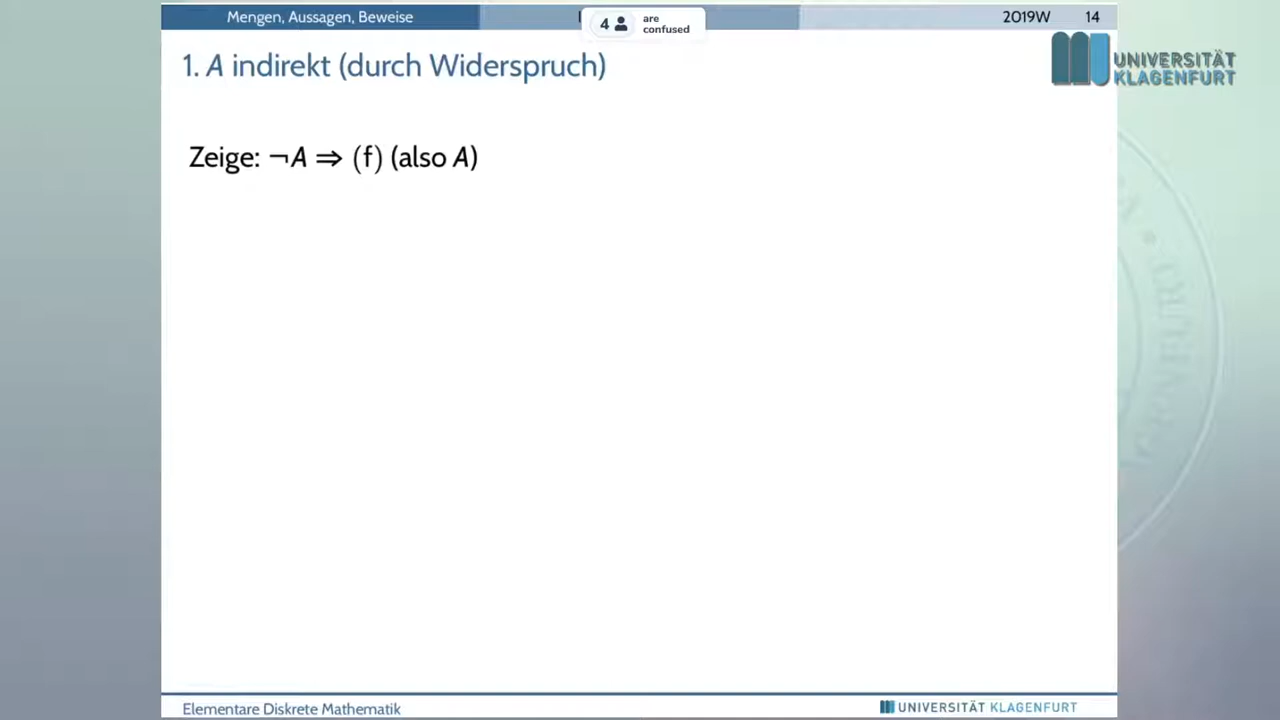 Mengen, Aussagen, Beweise
4 are confused
2019W 14
1. A indirekt (durch Widerspruch)
UNIVERSITÄT
KLAGENFURT
Zeige: ¬A ⇒ (f) (also A)
Elementare Diskrete Mathematik
UNIVERSITÄT KLAGENFURT